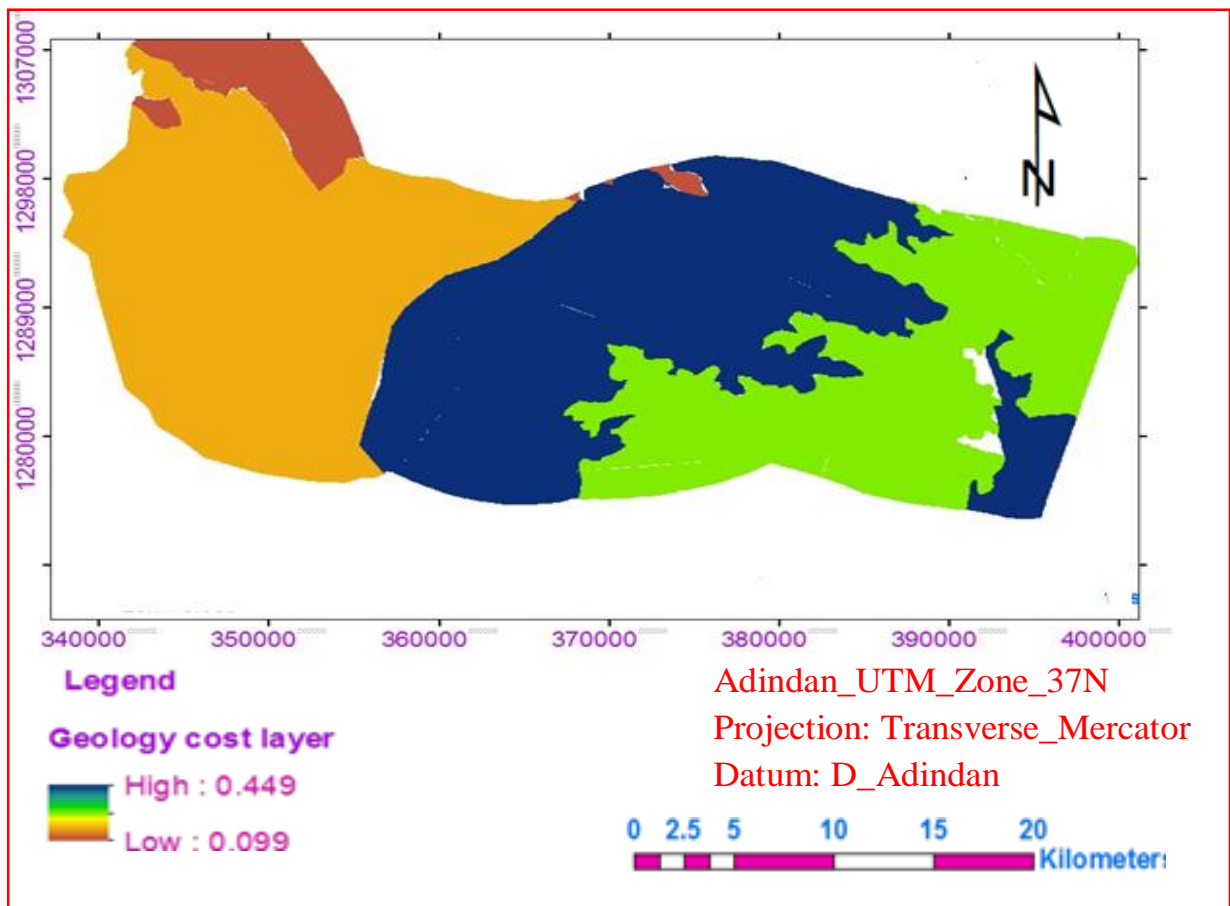 1307000
1298000
1289000
1280000
N
340000 350000 360000 370000 380000 390000 400000
Legend
Geology cost layer
High : 0.449
Low : 0.099
Adindan_UTM_Zone_37N
Projection: Transverse_Mercator
Datum: D_Adindan
0 2.5 5 10 15 20
Kilometers